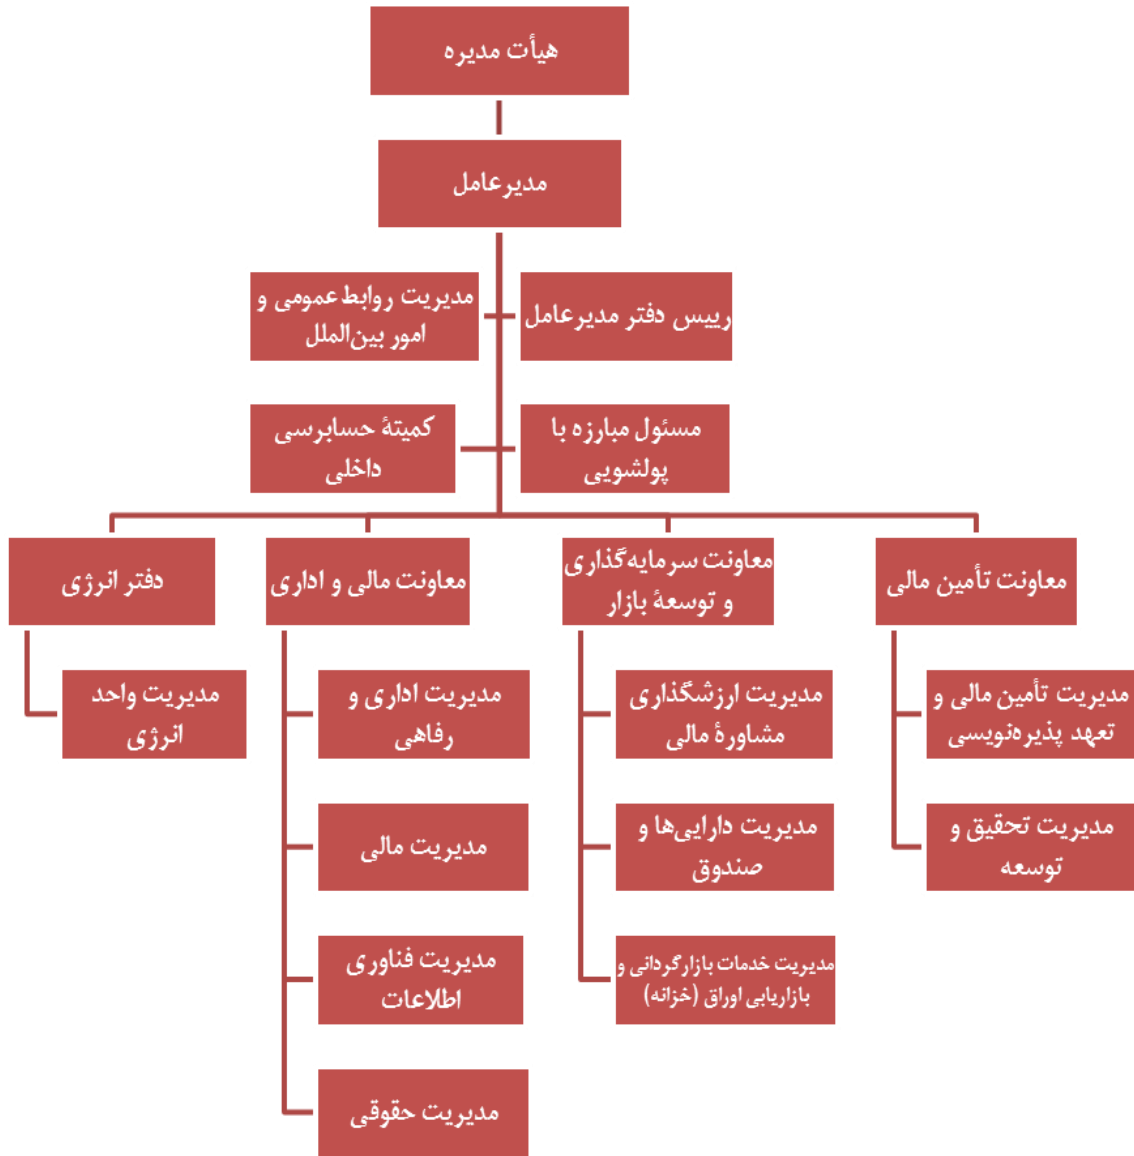 هیأت مدیره
مدیرعامل
رییس دفتر مدیرعامل
مدیریت روابط عمومی و
امور بین‌الملل
مسئول مبارزه با
پولشویی
کمیتهٔ حسابرسی
داخلی
معاونت تأمین مالی
معاونت سرمایه‌گذاری
و توسعهٔ بازار
معاونت مالی و اداری
دفتر انرژی
مدیریت تأمین مالی و
تعهد پذیره‌نویسی
مدیریت تحقیق و
توسعه
مدیریت ارزشگذاری
مشاورهٔ مالی
مدیریت دارایی‌ها و
صندوق
مدیریت خدمات بازارگردانی و
بازاریابی اوراق (خزانه)
مدیریت اداری و
رفاهی
مدیریت مالی
مدیریت فناوری
اطلاعات
مدیریت حقوقی
مدیریت واحد
انرژی